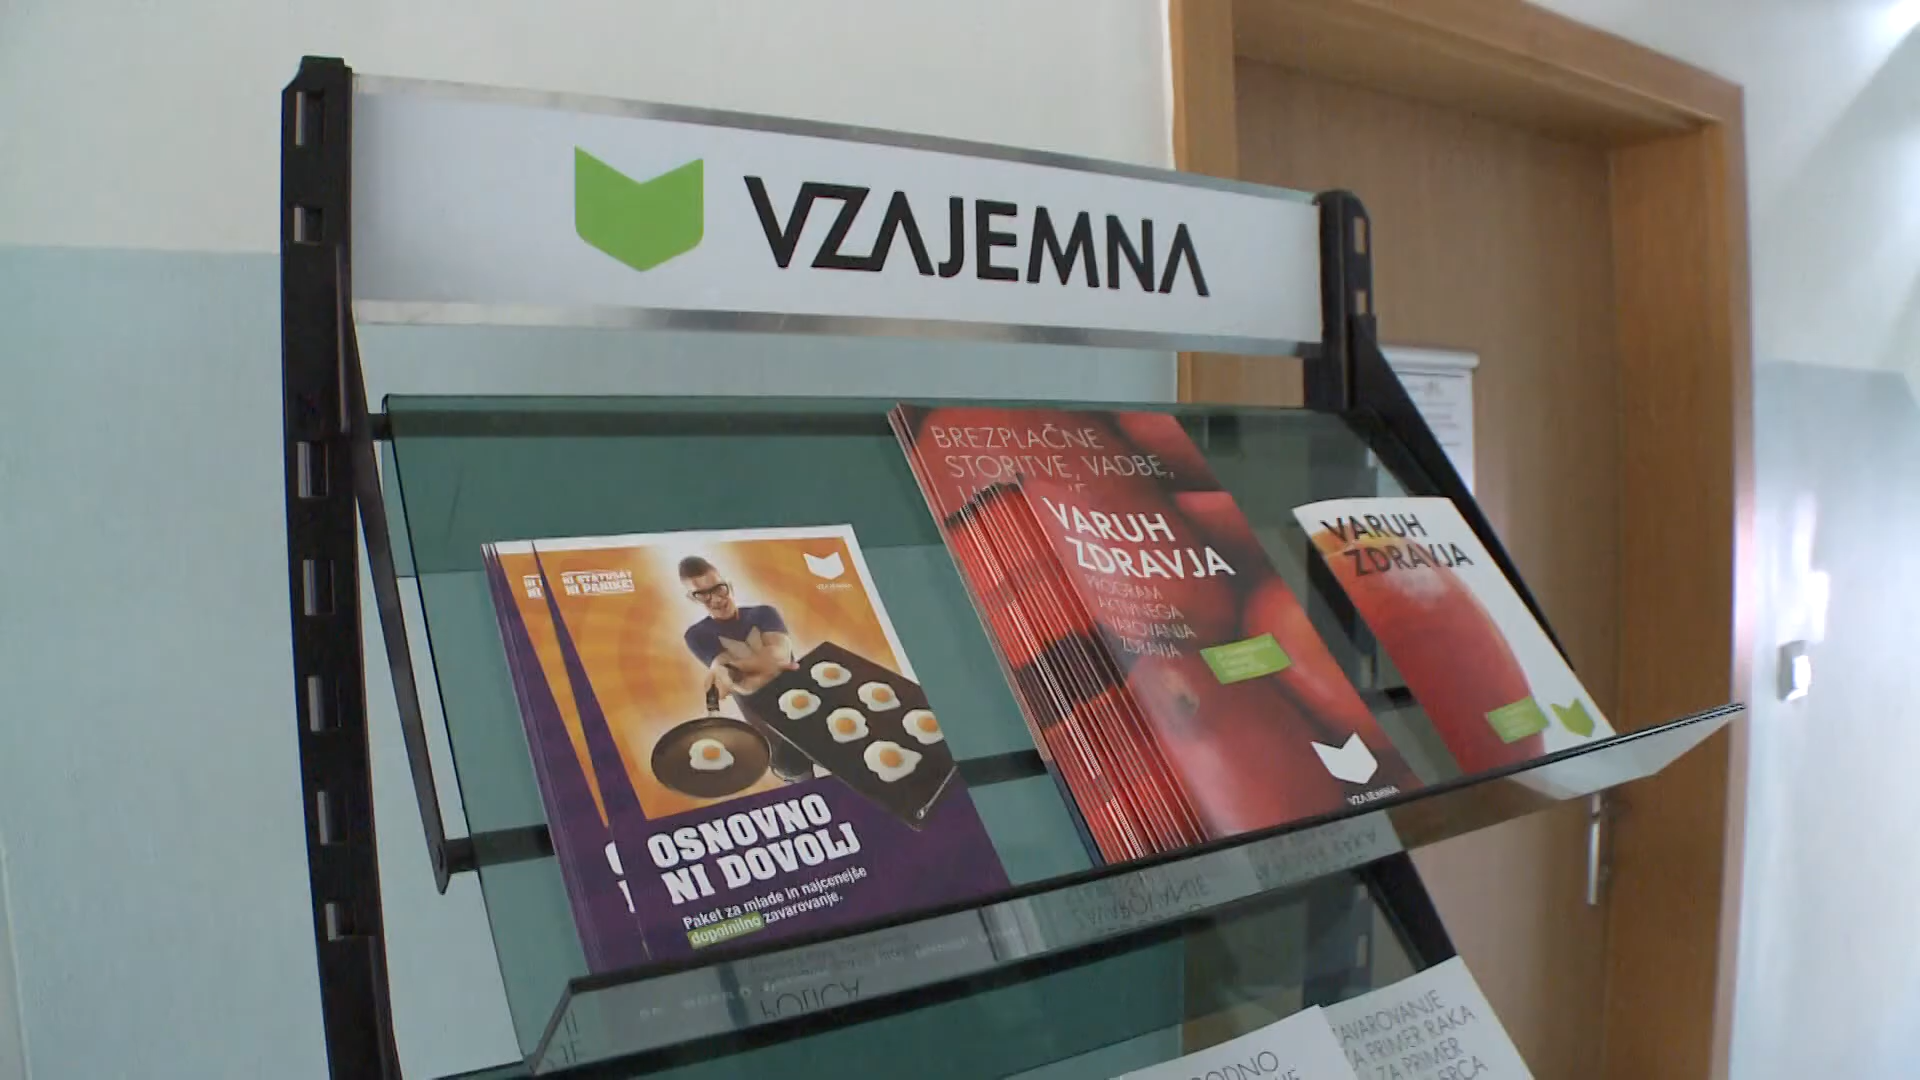 VZAJEMNA
NI STATUSA?
NI PANIKE!
VZAJEMNA
OSNOVNO
NI DOVOLJ
Paket za mlade in najcenejše
dopolnilno zavarovanje.
BREZPLAČNE
STORITVE, VADBE,
VARUH
ZDRAVJA
PROGRAM
AKTIVNEGA
VAROVANJA
ZDRAVJA
VZAJEMNA
VARUH
ZDRAVJA
ZAVAROVANJE
ZA PRIMER RAKA
ZA PRIMER
SRCA